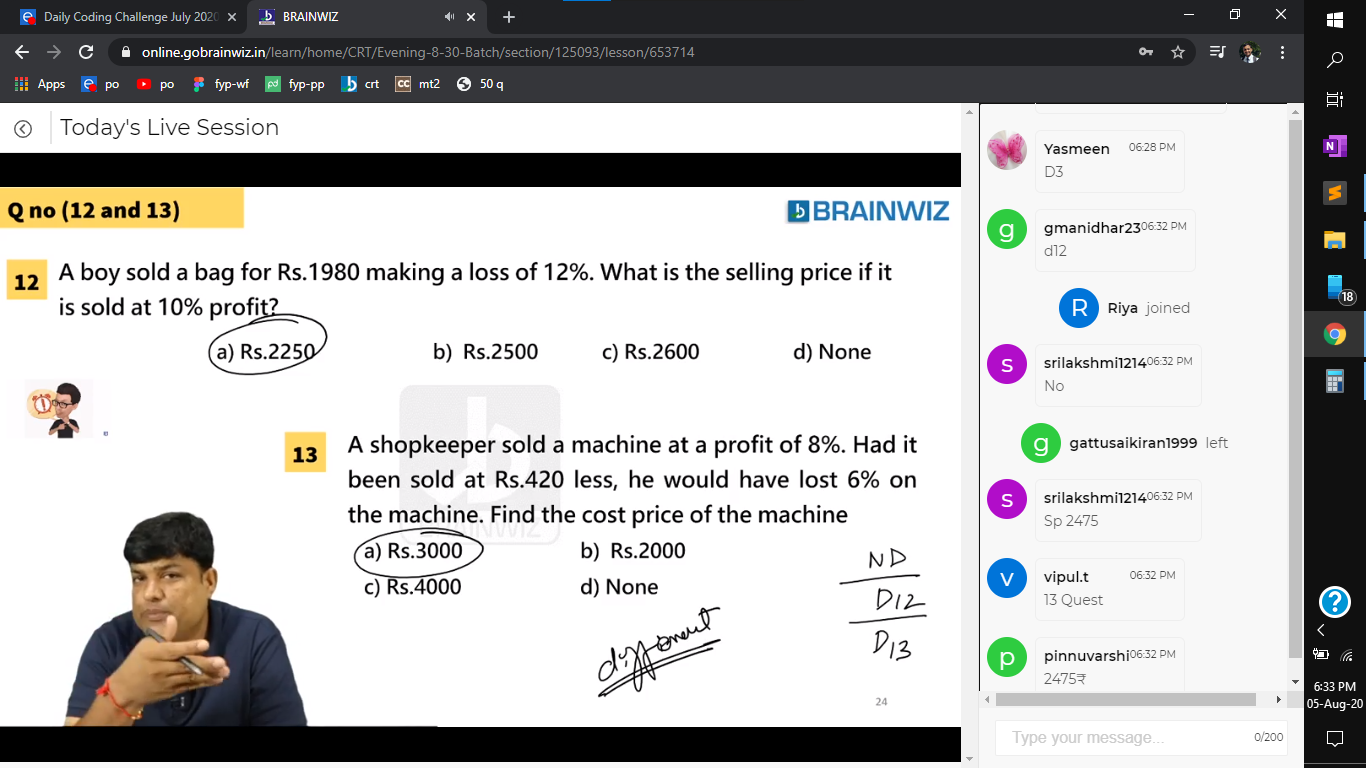 Daily Coding Challenge July 2020
BRAINWIZ
online.gobrainwiz.in/learn/home/CRT/Evening-8-30-Batch/section/125093/lesson/653714
Apps
po
po
fyp-wf
fyp-pp
crt
mt2
50 q
Today's Live Session
Q no (12 and 13)
BRAINWIZ
12
A boy sold a bag for Rs.1980 making a loss of 12%. What is the selling price if it
is sold at 10% profit?
a) Rs.2250
b) Rs.2500
c) Rs.2600
d) None
13
A shopkeeper sold a machine at a profit of 8%. Had it
been sold at Rs.420 less, he would have lost 6% on
the machine. Find the cost price of the machine
a) Rs.3000
b) Rs.2000
c) Rs.4000
d) None
ND
D12
D13
24
Yasmeen 06:28 PM
D3
g
gmanidhar23 06:32 PM
d12
R
Riya joined
s
srilakshmi1214 06:32 PM
No
g
gattusaikiran1999 left
s
srilakshmi1214 06:32 PM
Sp 2475
v
vipul.t 06:32 PM
13 Quest
p
pinnuvarshi 06:32 PM
2475₹
Type your message...
0/200
18
6:33 PM
05-Aug-20